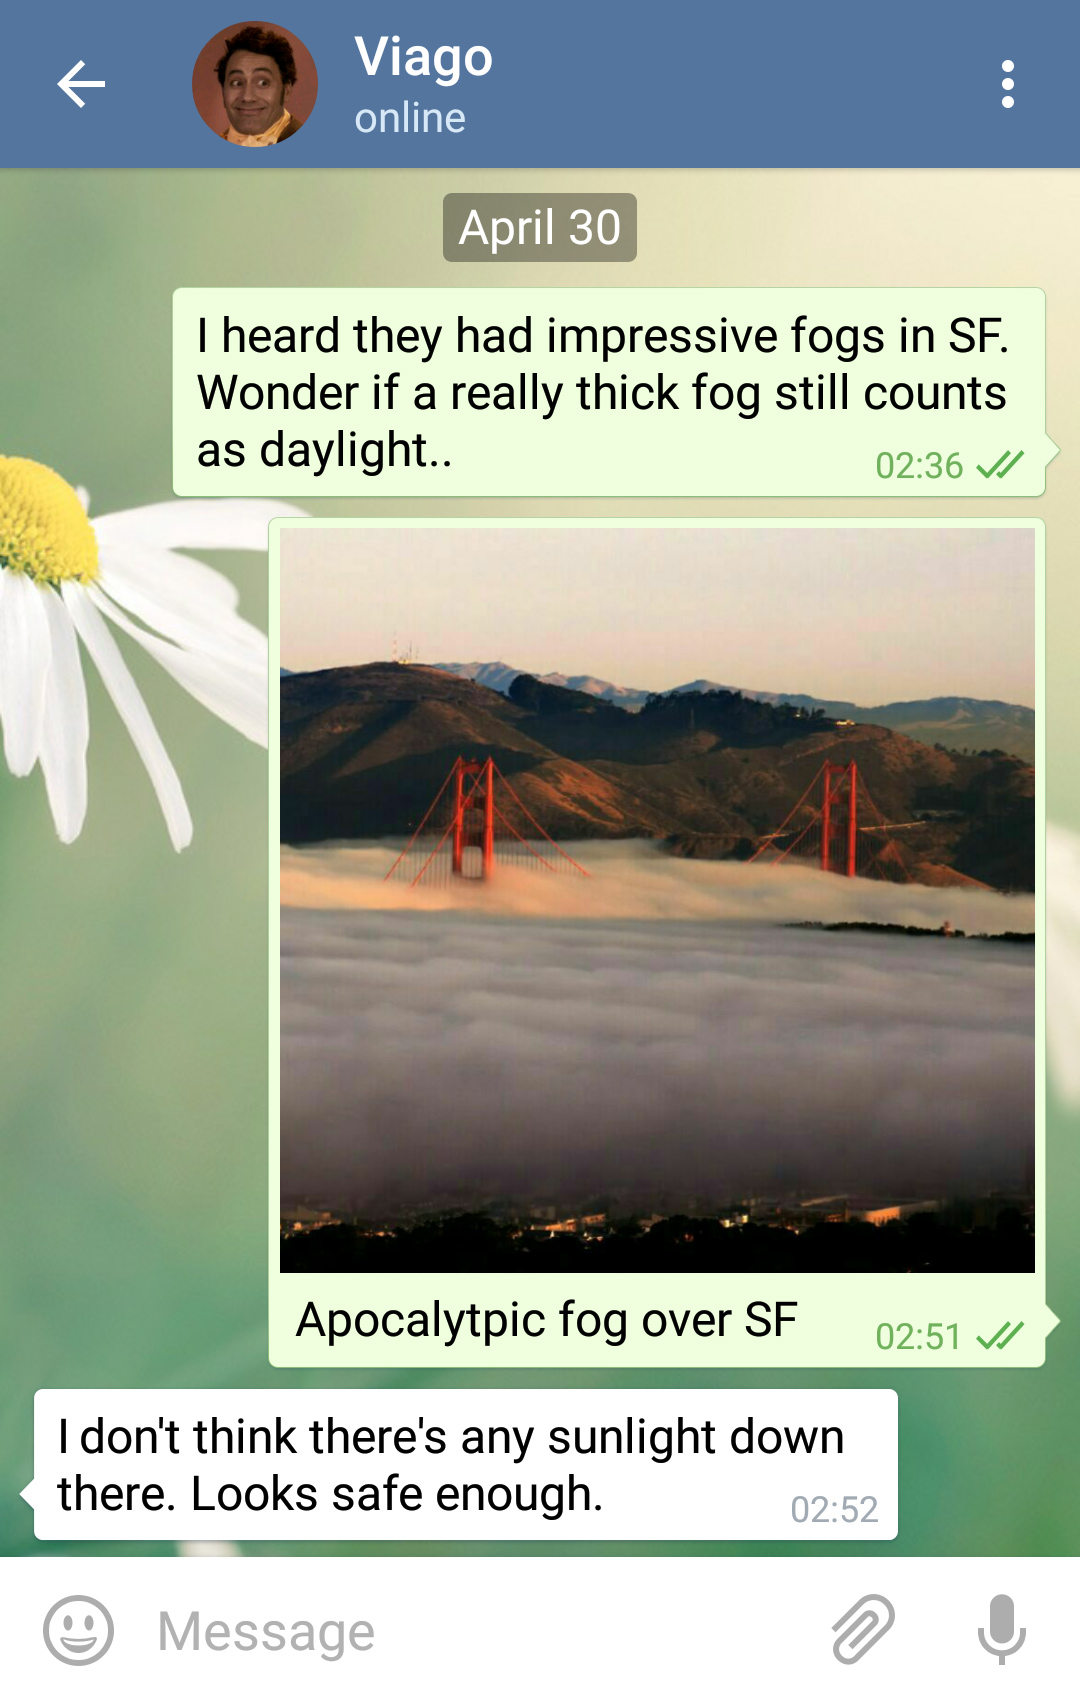 Viago
online
April 30
I heard they had impressive fogs in SF.
Wonder if a really thick fog still counts
as daylight..
02:36
Apocalytpic fog over SF
02:51
I don't think there's any sunlight down
there. Looks safe enough.
02:52
Message